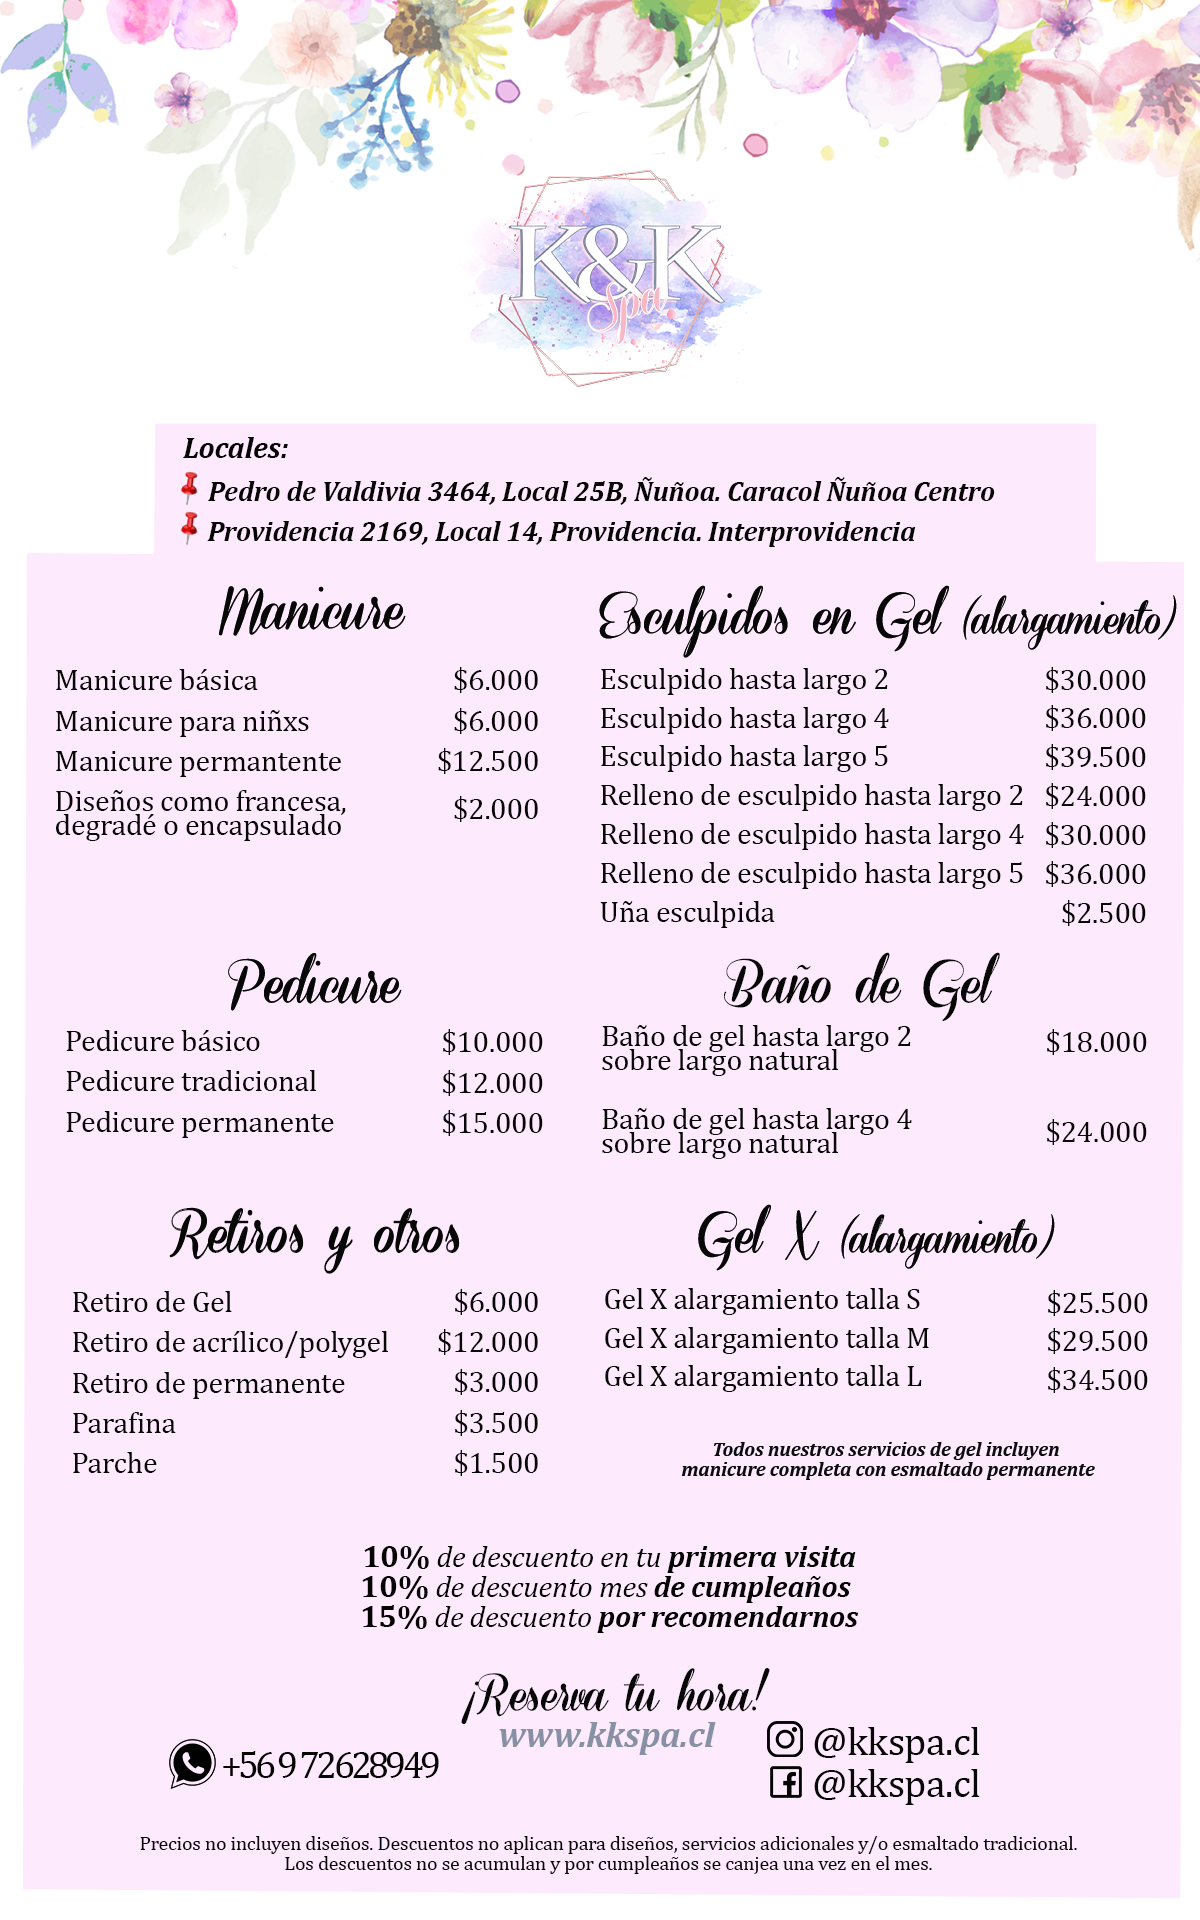 K&K
Spa
Locales:
Pedro de Valdivia 3464, Local 25B, Ñuñoa. Caracol Ñuñoa Centro
Providencia 2169, Local 14, Providencia. Interprovidencia
Manicure
Manicure básica $6.000
Manicure para niñxs $6.000
Manicure permantente $12.500
Diseños como francesa,
degradé o encapsulado $2.000
Esculpidos en Gel (alargamiento)
Esculpido hasta largo 2 $30.000
Esculpido hasta largo 4 $36.000
Esculpido hasta largo 5 $39.500
Relleno de esculpido hasta largo 2 $24.000
Relleno de esculpido hasta largo 4 $30.000
Relleno de esculpido hasta largo 5 $36.000
Uña esculpida $2.500
Pedicure
Pedicure básico $10.000
Pedicure tradicional $12.000
Pedicure permanente $15.000
Baño de Gel
Baño de gel hasta largo 2 $18.000
sobre largo natural
Baño de gel hasta largo 4
sobre largo natural $24.000
Retiros y otros
Retiro de Gel $6.000
Retiro de acrílico/polygel $12.000
Retiro de permanente $3.000
Parafina $3.500
Parche $1.500
Gel X (alargamiento)
Gel X alargamiento talla S $25.500
Gel X alargamiento talla M $29.500
Gel X alargamiento talla L $34.500
Todos nuestros servicios de gel incluyen
manicure completa con esmaltado permanente
10% de descuento en tu primera visita
10% de descuento mes de cumpleaños
15% de descuento por recomendarnos
¡Reserva tu hora!
www.kkspa.cl
+56 9 72628949
@kkspa.cl
@kkspa.cl
Precios no incluyen diseños. Descuentos no aplican para diseños, servicios adicionales y/o esmaltado tradicional.
Los descuentos no se acumulan y por cumpleaños se canjea una vez en el mes.